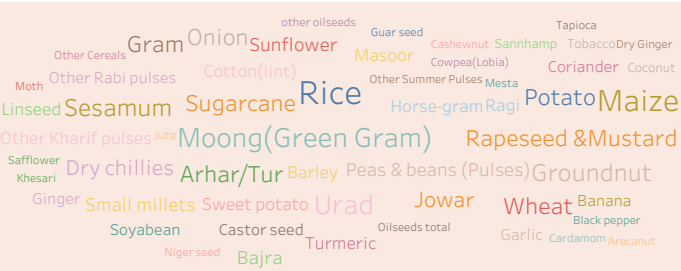 other oilseeds
Tapioca
Gram
Onion
Sunflower
Guar seed
Cashewnut
Sannhamp
Tobacco
Dry Ginger
Other Cereals
Masoor
Cowpea(Lobia)
Coriander
Coconut
Moth
Other Rabi pulses
Cotton(lint)
Other Summer Pulses
Mesta
Linseed
Sesamum
Sugarcane
Rice
Horse-gram
Ragi
Potato
Maize
Other Kharif pulses
Jute
Moong(Green Gram)
Rapeseed &Mustard
Safflower
Khesari
Dry chillies
Arhar/Tur
Barley
Peas & beans (Pulses)
Groundnut
Ginger
Small millets
Sweet potato
Urad
Jowar
Wheat
Banana
Black pepper
Soyabean
Castor seed
Oilseeds total
Garlic
Cardamom
Arecanut
Niger seed
Bajra
Turmeric